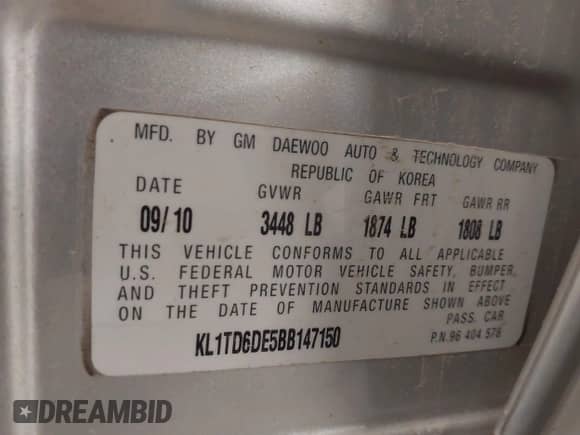 MFD. BY GM DAEWOO AUTO & TECHNOLOGY COMPANY
REPUBLIC OF KOREA
DATE GVWR GAWR FRT GAWR RR
09/10 3448 LB 1874 LB 1808 LB
THIS VEHICLE CONFORMS TO ALL APPLICABLE
U.S. FEDERAL MOTOR VEHICLE SAFETY, BUMPER,
AND THEFT PREVENTION STANDARDS IN EFFECT
ON THE DATE OF MANUFACTURE SHOWN ABOVE
PASS. CAR
KL1TD6DE5BB147150 P.N.96 404 578
DREAMBID